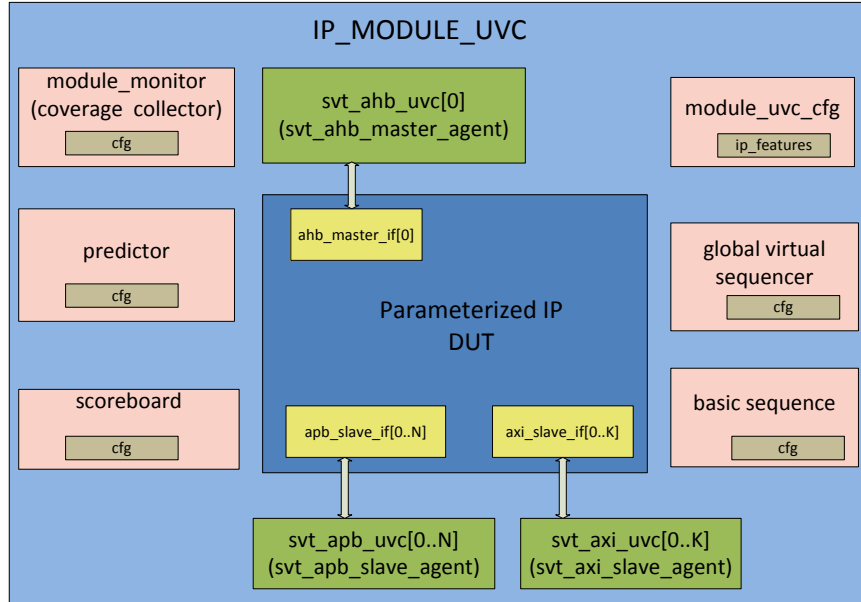 IP_MODULE_UVC
module_monitor
(coverage collector)
cfg
svt_ahb_uvc[0]
(svt_ahb_master_agent)
module_uvc_cfg
ip_features
predictor
cfg
ahb_master_if[0]
global virtual
sequencer
cfg
Parameterized IP
DUT
scoreboard
cfg
apb_slave_if[0..N]
axi_slave_if[0..K]
basic sequence
cfg
svt_apb_uvc[0..N]
(svt_apb_slave_agent)
svt_axi_uvc[0..K]
(svt_axi_slave_agent)